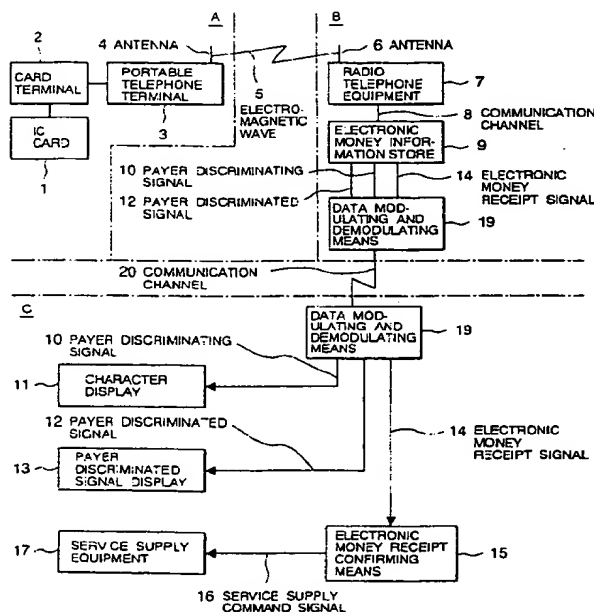 A
B
2
4 ANTENNA
6 ANTENNA
CARD
TERMINAL
PORTABLE
TELEPHONE
TERMINAL
5
ELECTRO-
MAGNETIC
WAVE
RADIO
TELEPHONE
EQUIPMENT
7
3
8 COMMUNICATION
CHANNEL
IC
CARD
1
ELECTRONIC
MONEY INFOR-
MATION STORE
9
10 PAYER DISCRIMINATING
SIGNAL
14 ELECTRONIC
MONEY
RECEIPT SIGNAL
12 PAYER DISCRIMINATED
SIGNAL
DATA MOD-
ULATING AND
DEMODULATING
MEANS
19
20 COMMUNICATION
CHANNEL
C
DATA MOD-
ULATING AND
DEMODULATING
MEANS
19
10 PAYER DISCRIMINATING
SIGNAL
11
CHARACTER
DISPLAY
12 PAYER DISCRIMINATED
SIGNAL
14 ELECTRONIC
MONEY
RECEIPT SIGNAL
13
PAYER
DISCRIMINATED
SIGNAL DISPLAY
17
SERVICE SUPPLY
EQUIPMENT
ELECTRONIC
MONEY RECEIPT
CONFIRMING
MEANS
15
16 SERVICE SUPPLY
COMMAND SIGNAL